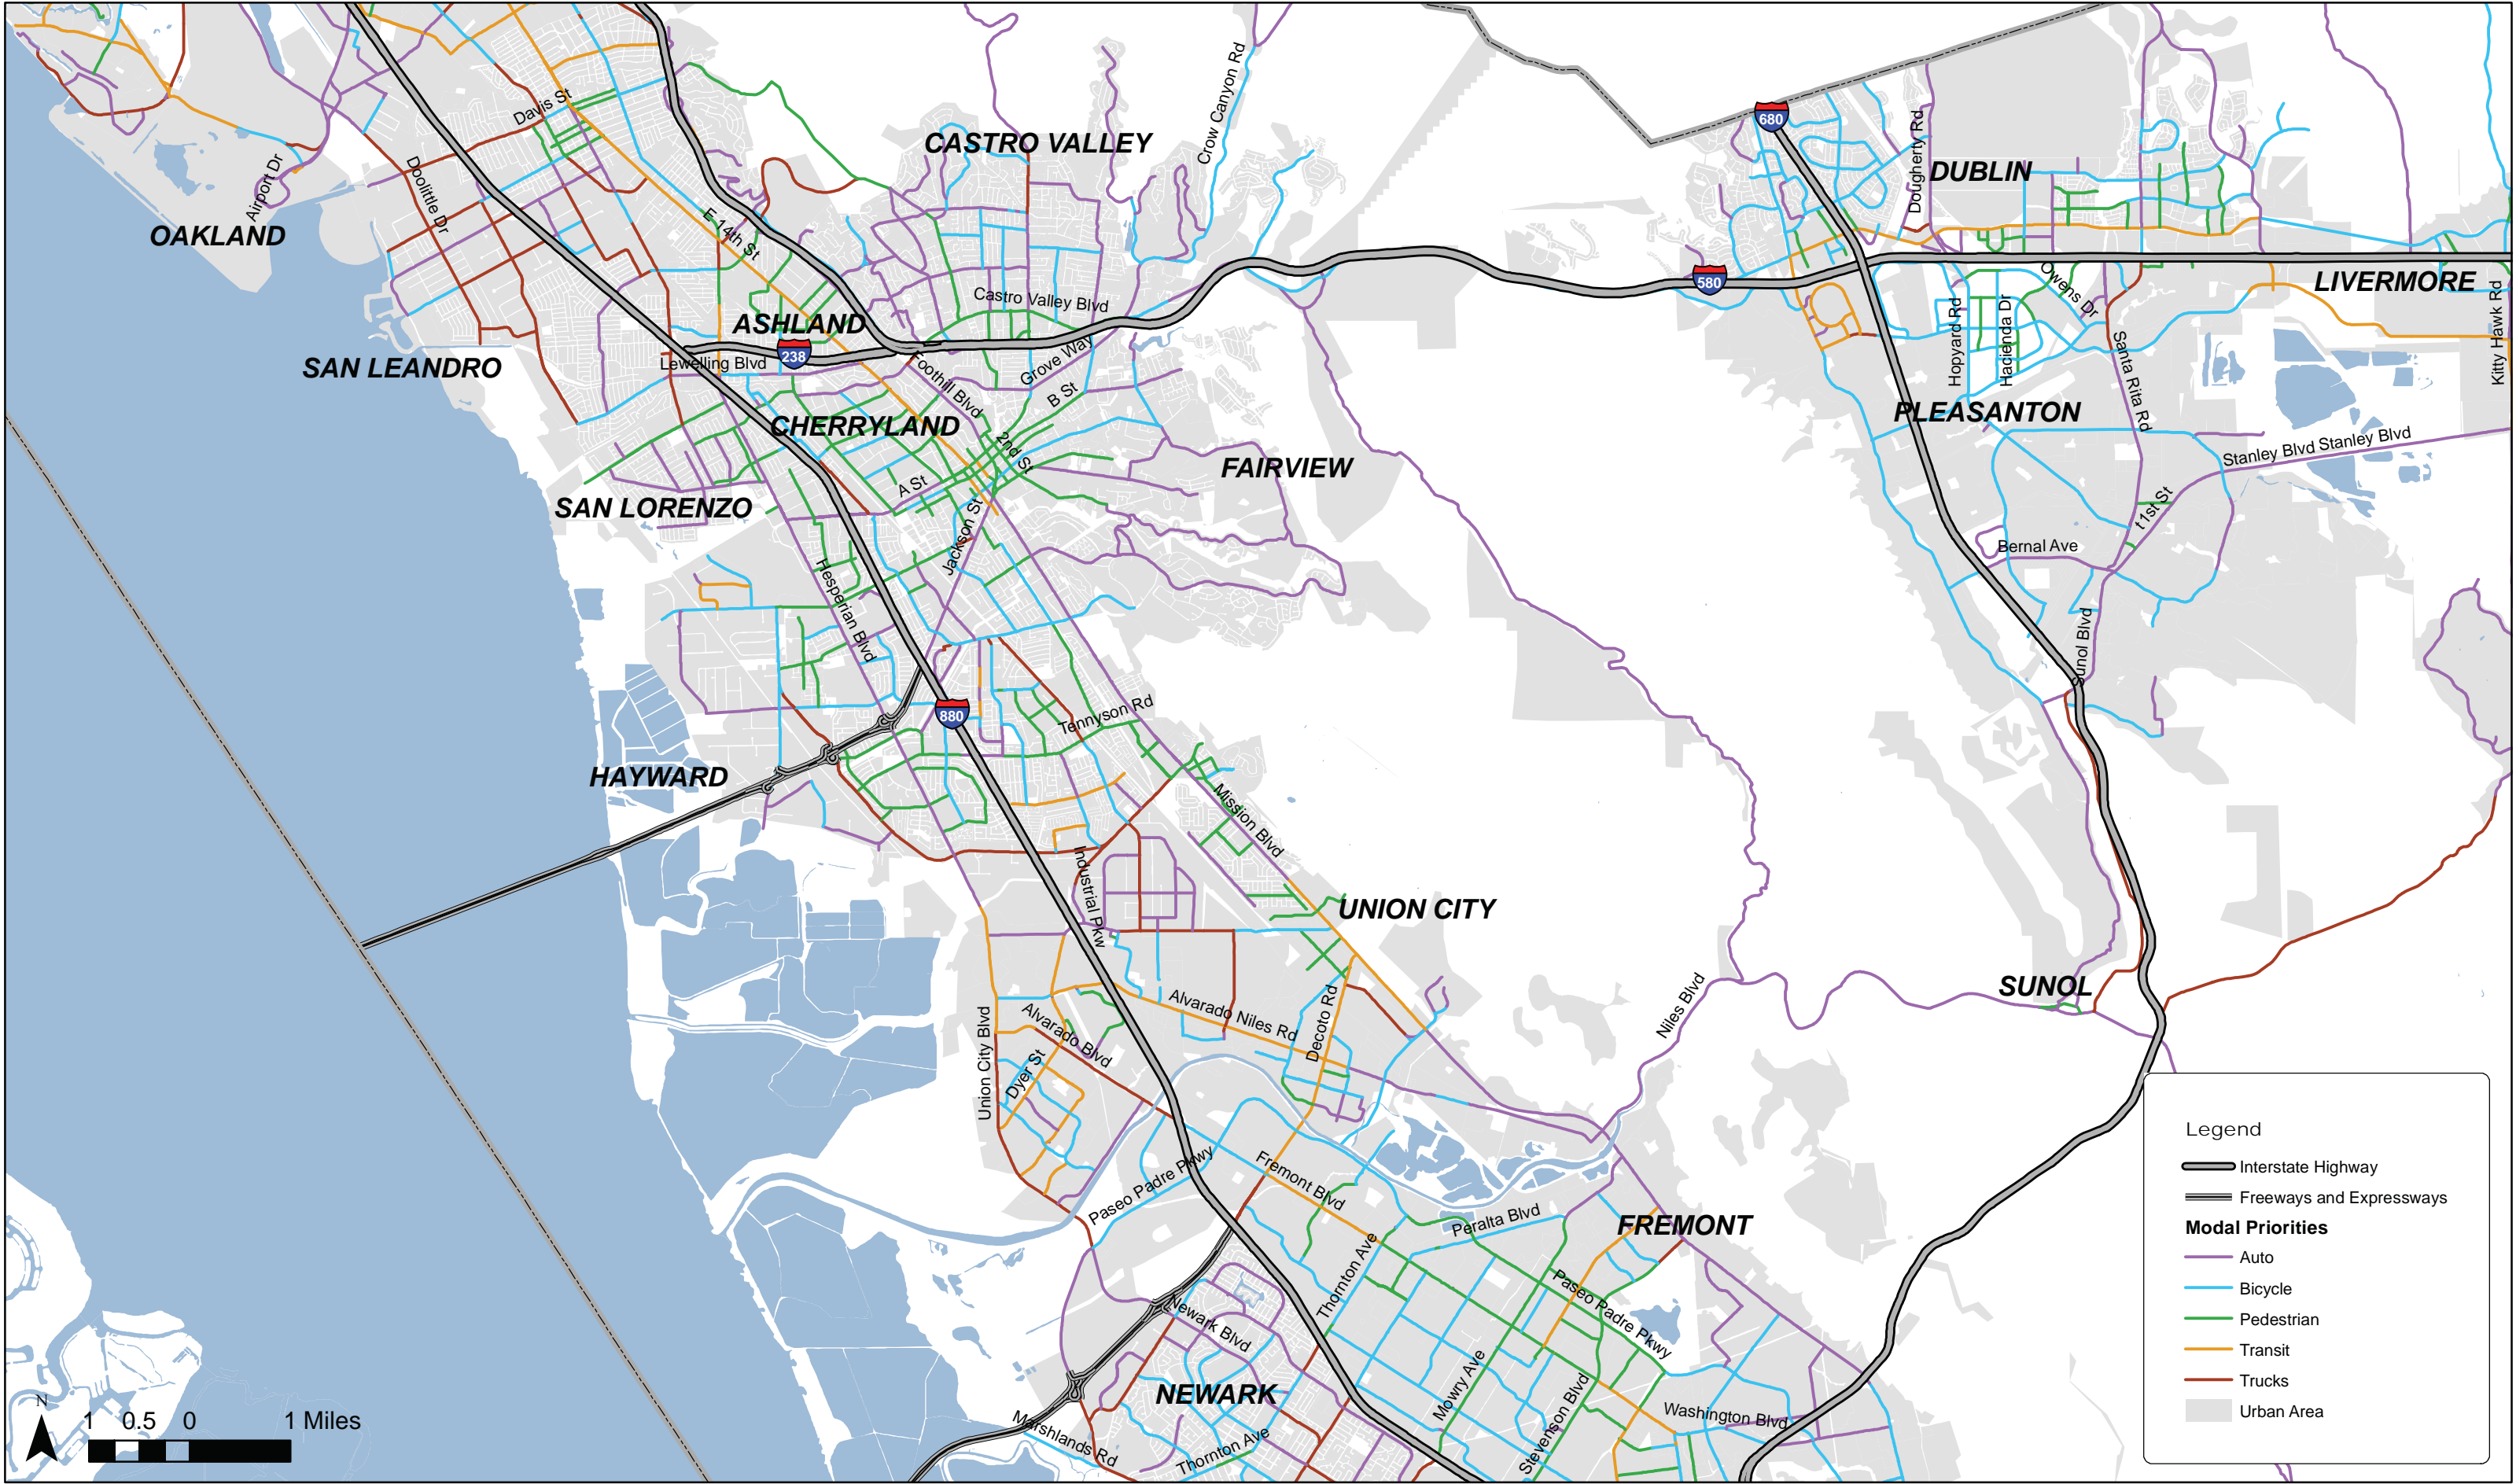 Davis St
CASTRO VALLEY
Crow Canyon Rd
680
Dougherty Rd
DUBLIN
Airport Dr
Doolittle Dr
OAKLAND
E 14th St
580
LIVERMORE
Castro Valley Blvd
Owens Dr
Hopyard Rd
Hacienda Dr
Kitty Hawk Rd
ASHLAND
238
Lewelling Blvd
SAN LEANDRO
Foothill Blvd
Grove Way
B St
Santa Rita Rd
PLEASANTON
CHERRYLAND
2nd St
FAIRVIEW
Stanley Blvd Stanley Blvd
A St
SAN LORENZO
t 1st St
Jackson St
Bernal Ave
Hesperian Blvd
Sunol Blvd
880
Tennyson Rd
HAYWARD
Mission Blvd
Industrial Pkw
UNION CITY
Niles Blvd
SUNOL
Alvarado Niles Rd
Decoto Rd
Union City Blvd
Alvarado Blvd
Dyer St
Paseo Padre Pkwy
Fremont Blvd
Peralta Blvd
FREMONT
Thornton Ave
Paseo Padre Pkwy
Newark Blvd
NEWARK
Mowry Ave
Stevenson Blvd
Washington Blvd
Marshlands Rd
Thornton Ave
N
1 0.5 0 1 Miles
Legend
Interstate Highway
Freeways and Expressways
Modal Priorities
Auto
Bicycle
Pedestrian
Transit
Trucks
Urban Area